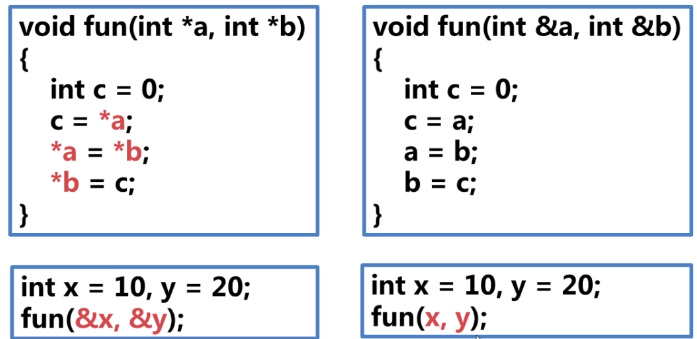 void fun(int *a, int *b)
{
int c = 0;
c = *a;
*a = *b;
*b = c;
}
int x = 10, y = 20;
fun(&x, &y);
void fun(int &a, int &b)
{
int c = 0;
c = a;
a = b;
b = c;
}
int x = 10, y = 20;
fun(x, y);